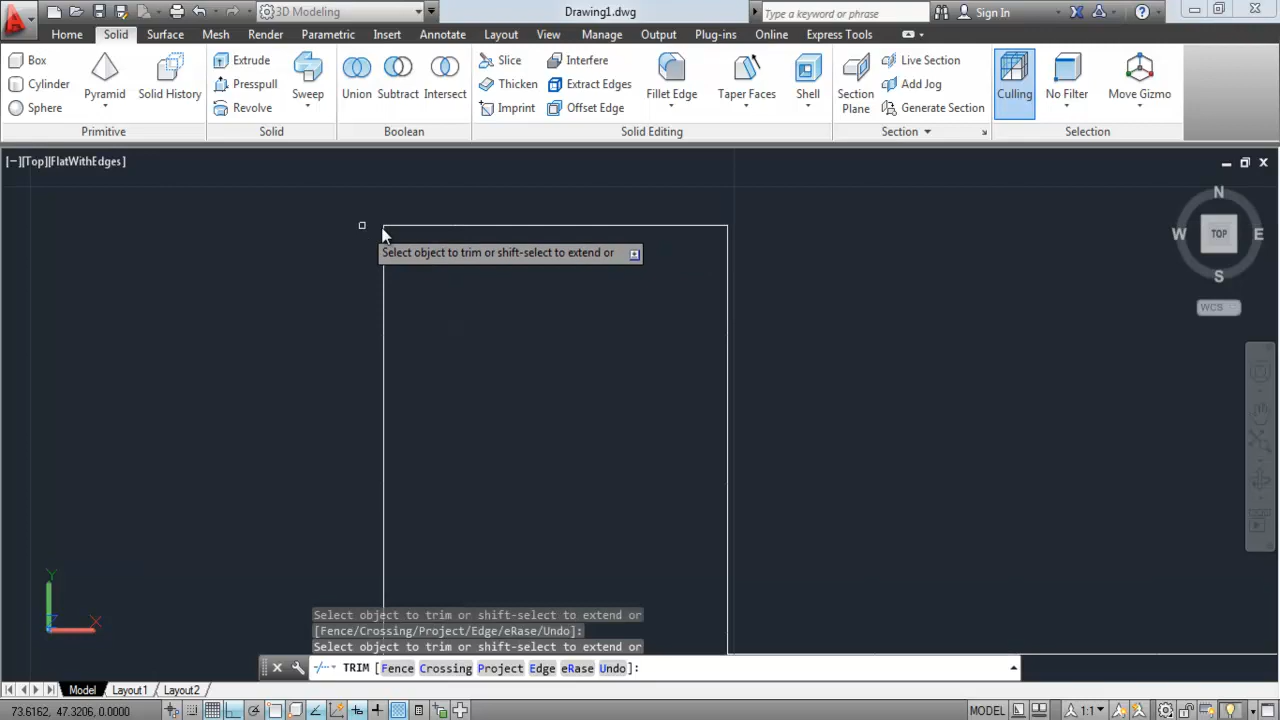 3D Modeling
Drawing1.dwg
Type a keyword or phrase
Sign In
Home Solid Surface Mesh Render Parametric Insert Annotate Layout View Manage Output Plug-ins Online Express Tools
Box
Cylinder
Sphere
Pyramid
Solid History
Primitive
Extrude
Presspull
Revolve
Sweep
Solid
Union
Subtract
Intersect
Boolean
Slice
Thicken
Imprint
Interfere
Extract Edges
Offset Edge
Fillet Edge
Taper Faces
Shell
Solid Editing
Section
Plane
Live Section
Add Jog
Generate Section
Section
Culling
No Filter
Move Gizmo
Selection
[−][Top][FlatWithEdges]
N
W TOP E
S
WCS
Select object to trim or shift-select to extend or
Y
X
Select object to trim or shift-select to extend or
[Fence/Crossing/Project/Edge/eRase/Undo]:
Select object to trim or shift-select to extend or
TRIM [Fence Crossing Project Edge eRase Undo]:
Model Layout1 Layout2
73.6162, 47.3206, 0.0000
MODEL
1:1